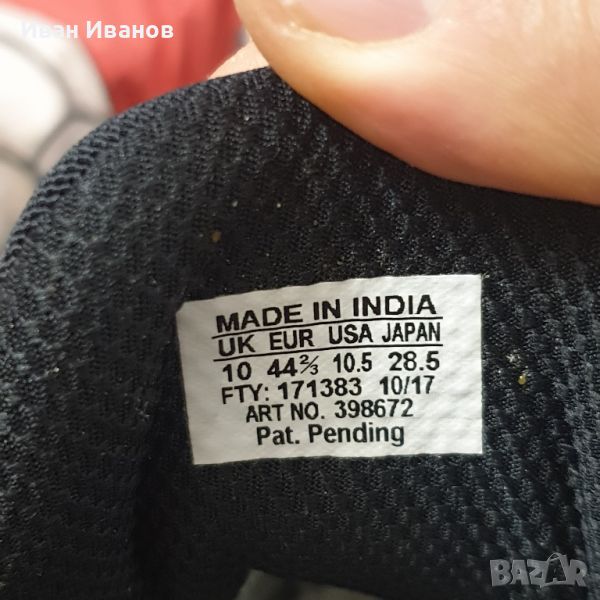 Иван Иванов
MADE IN INDIA
UK EUR USA JAPAN
10 44⅔ 10.5 28.5
FTY: 171383 10/17
ART NO. 398672
Pat. Pending
BAZAR